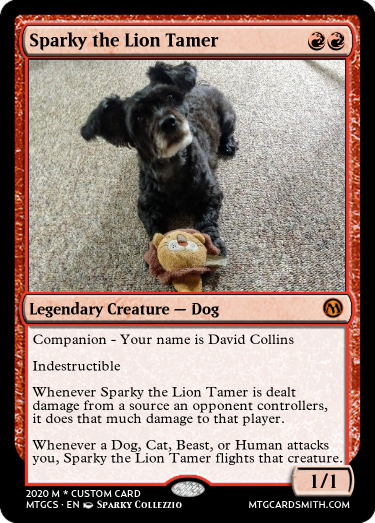 Sparky the Lion Tamer
Legendary Creature — Dog
Companion - Your name is David Collins
Indestructible
Whenever Sparky the Lion Tamer is dealt
damage from a source an opponent controllers,
it does that much damage to that player.
Whenever a Dog, Cat, Beast, or Human attacks
you, Sparky the Lion Tamer flights that creature.
1/1
2020 M * CUSTOM CARD
MTGCS · EN Sparky Collezzio
MTGCARDSMITH.COM